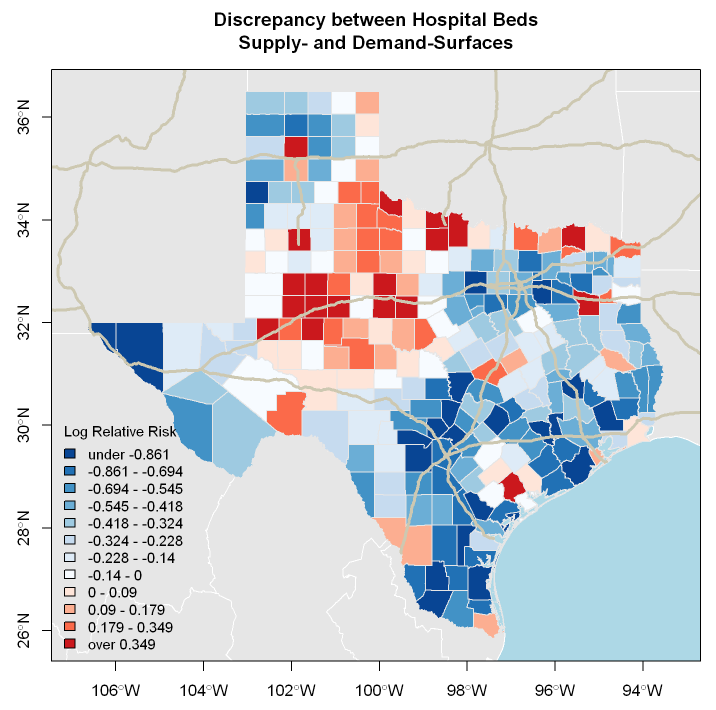 Discrepancy between Hospital Beds
Supply- and Demand-Surfaces
36°N
34°N
32°N
30°N
28°N
26°N
Log Relative Risk
under -0.861
-0.861 - -0.694
-0.694 - -0.545
-0.545 - -0.418
-0.418 - -0.324
-0.324 - -0.228
-0.228 - -0.14
-0.14 - 0
0 - 0.09
0.09 - 0.179
0.179 - 0.349
over 0.349
106°W 104°W 102°W 100°W 98°W 96°W 94°W